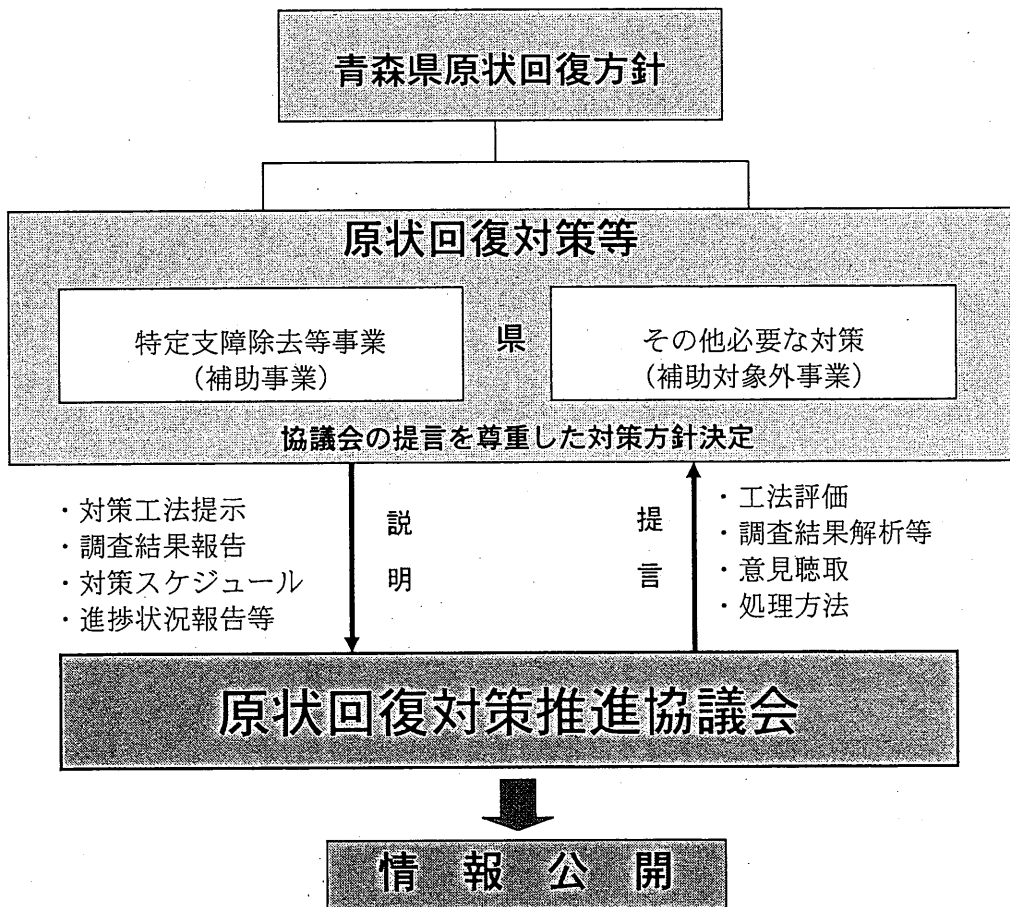 青森県原状回復方針
原状回復対策等
特定支障除去等事業
（補助事業）
県
その他必要な対策
（補助対象外事業）
協議会の提言を尊重した対策方針決定
・対策工法提示
・調査結果報告
・対策スケジュール
・進捗状況報告等
説明
提言
・工法評価
・調査結果解析等
・意見聴取
・処理方法
原状回復対策推進協議会
情報公開